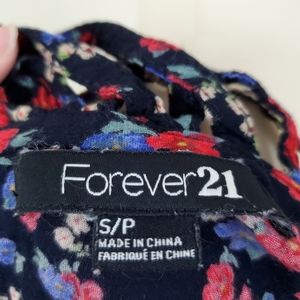 Forever21
S/P
MADE IN CHINA
FABRIQUÉ EN CHINE